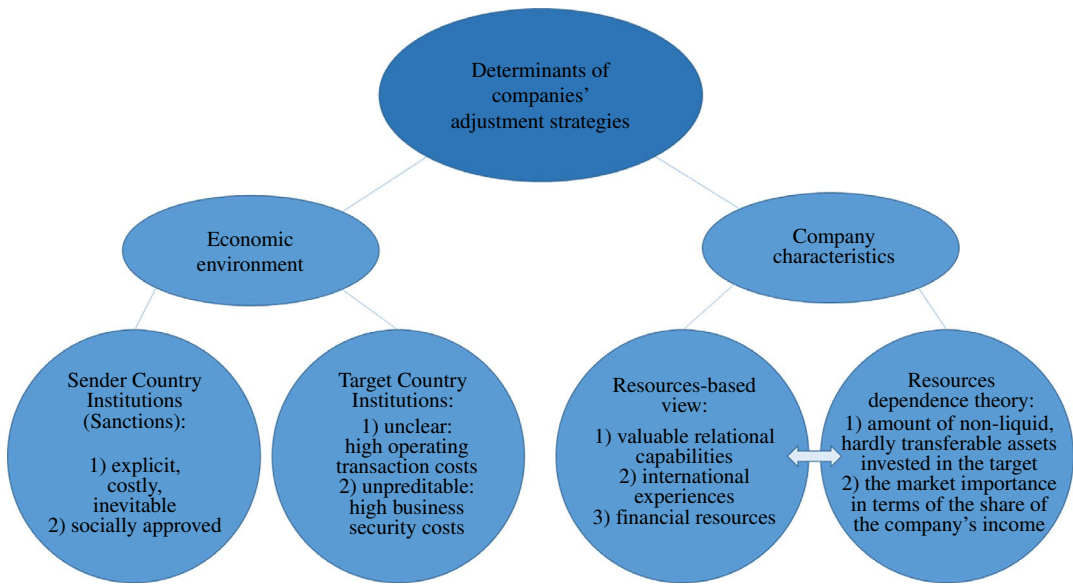 Determinants of
companies’
adjustment strategies
Economic
environment
Company
characteristics
Sender Country
Institutions
(Sanctions):
1) explicit,
costly,
inevitable
2) socially approved
Target Country
Institutions:
1) unclear:
high operating
transaction costs
2) unpreditable:
high business
security costs
Resources-based
view:
1) valuable relational
capabilities
2) international
experiences
3) financial resources
Resources
dependence theory:
1) amount of non-liquid,
hardly transferable assets
invested in the target
2) the market importance
in terms of the share of
the company’s income